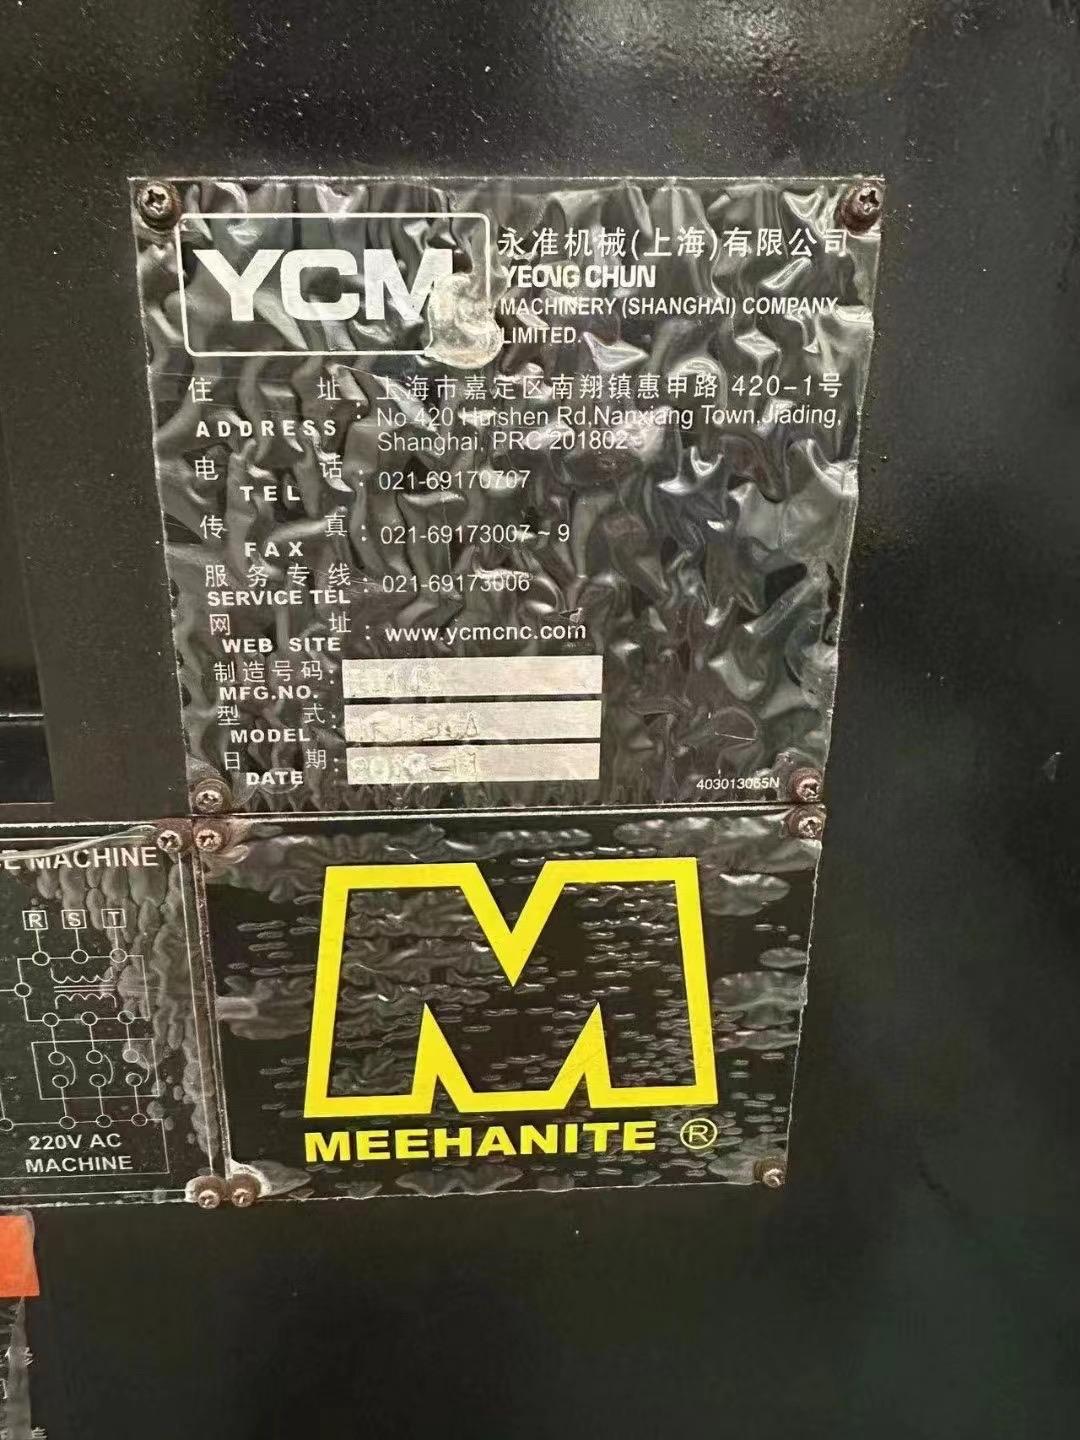 YCM
永准机械(上海)有限公司
YEONG CHUN
MACHINERY (SHANGHAI) COMPANY
LIMITED.
住 址 : 上海市嘉定区南翔镇惠申路 420-1号
ADDRESS No 420 Huishen Rd,Nanxiang Town,Jiading,
Shanghai, PRC 201802
电 话 : 021-69170707
TEL
传 真 : 021-69173007~9
FAX
服务专线 : 021-69173006
SERVICE TEL
网 址 : www.ycmcnc.com
WEB SITE
制造号码:
MFG.NO.
型 式:
MODEL
日 期:
DATE
403013065N
MACHINE
R S T
220V AC
MACHINE
MEEHANITE ®